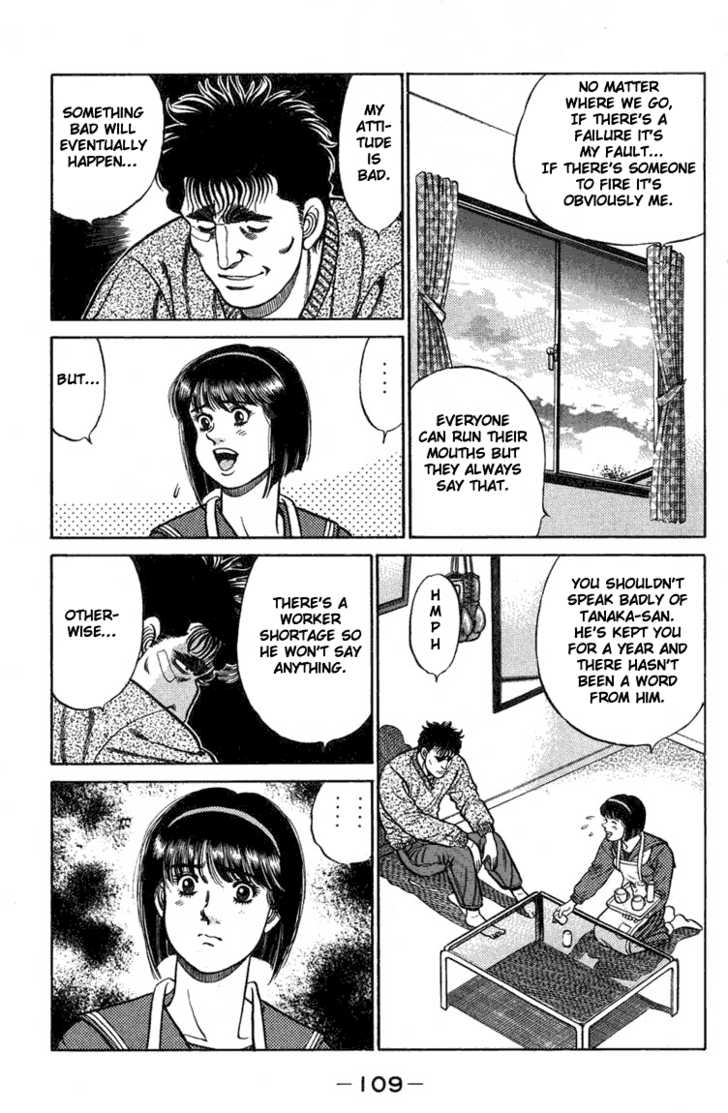 NO MATTER
WHERE WE GO,
IF THERE'S A
FAILURE IT'S
MY FAULT...
IF THERE'S SOMEONE
TO FIRE IT'S
OBVIOUSLY ME.
EVERYONE
CAN RUN THEIR
MOUTHS BUT
THEY ALWAYS
SAY THAT.
MY
ATTI-
TUDE
IS
BAD.
SOMETHING
BAD WILL
EVENTUALLY
HAPPEN...
...
BUT...
YOU SHOULDN'T
SPEAK BADLY OF
TANAKA-SAN.
HE'S KEPT YOU
FOR A YEAR AND
THERE HASN'T
BEEN A WORD
FROM HIM.
HMPH
THERE'S A
WORKER
SHORTAGE SO
HE WON'T SAY
ANYTHING.
OTHER-
WISE...
...
-109-